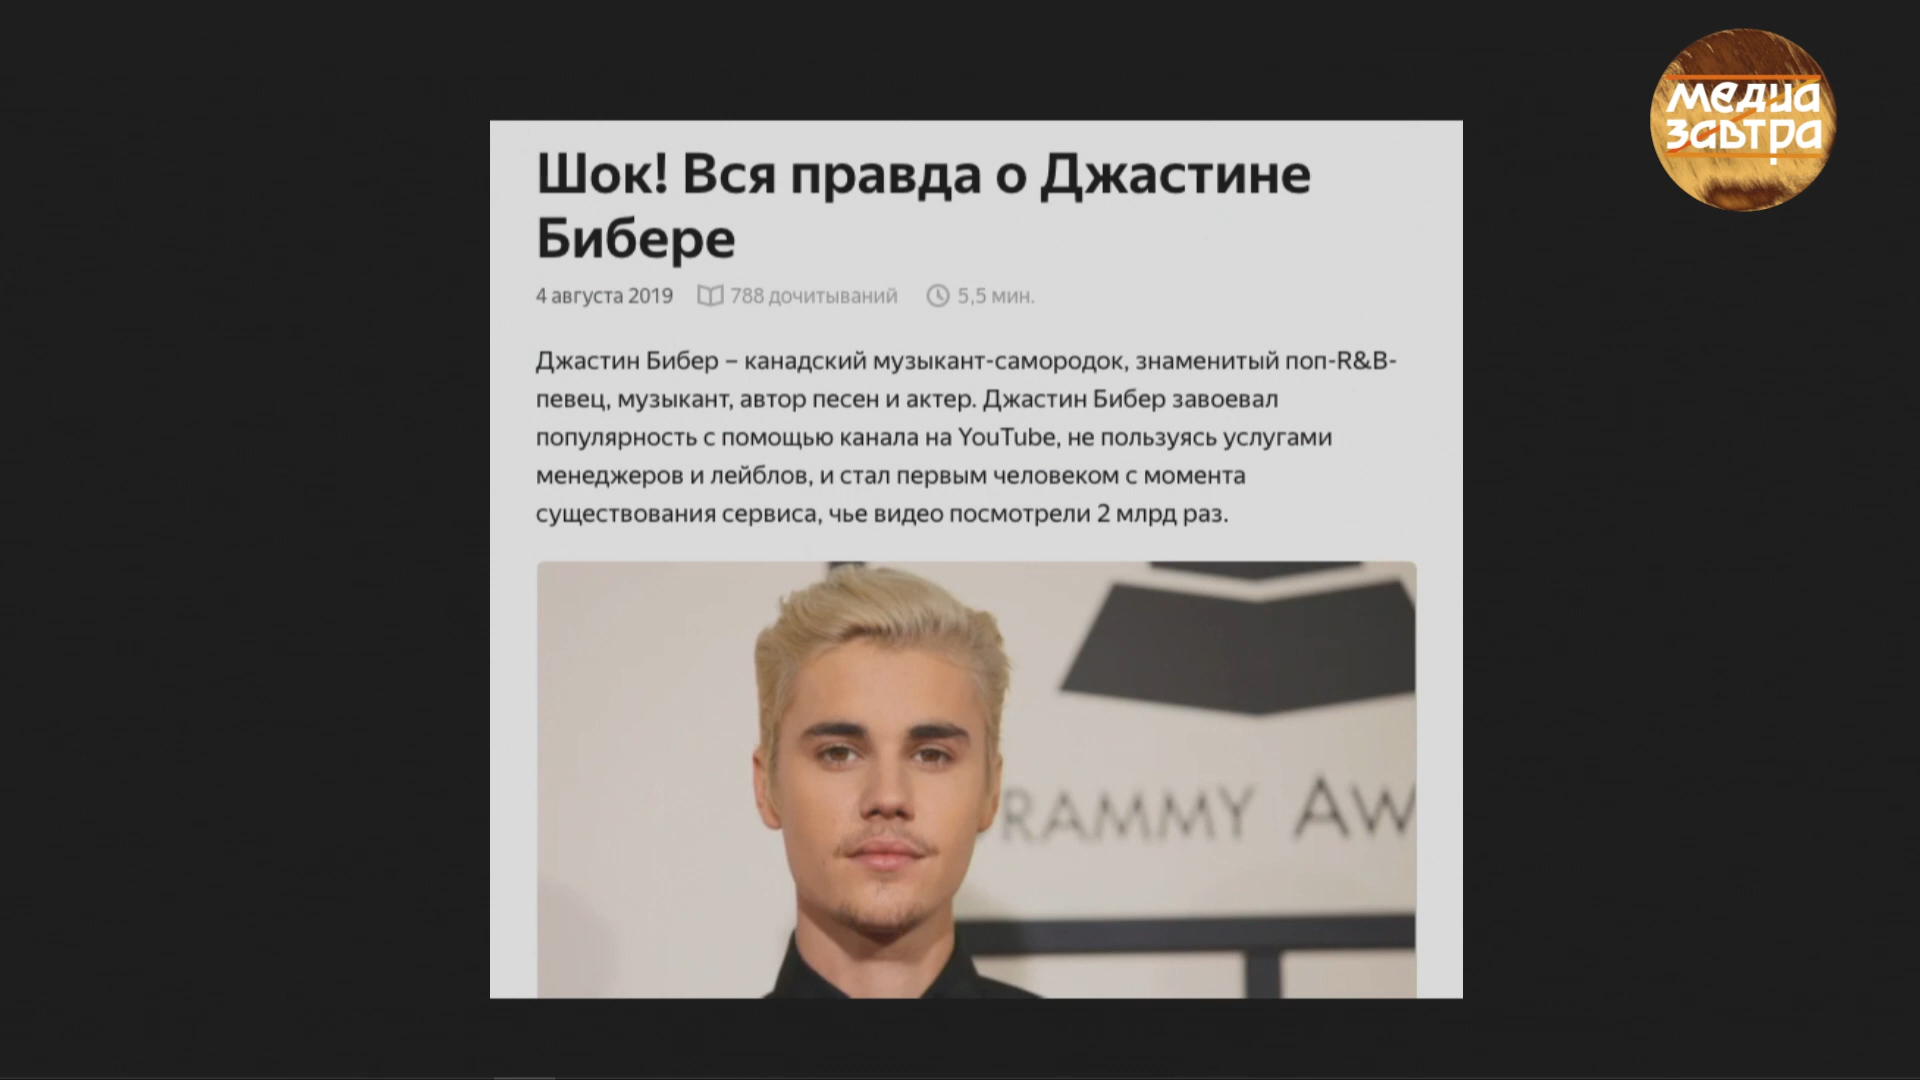 медиа
завтра
Шок! Вся правда о Джастине
Бибере
4 августа 2019 788 дочитываний 5,5 мин.
Джастин Бибер – канадский музыкант-самородок, знаменитый поп-R&B-
певец, музыкант, автор песен и актер. Джастин Бибер завоевал
популярность с помощью канала на YouTube, не пользуясь услугами
менеджеров и лейблов, и стал первым человеком с момента
существования сервиса, чье видео посмотрели 2 млрд раз.
RAMMY AW